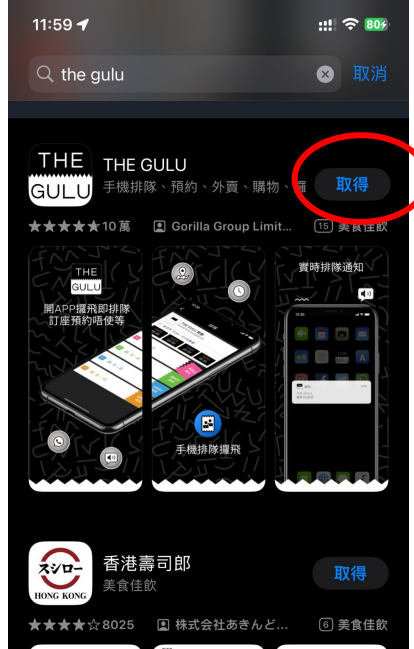 11:59
80
the gulu
取消
THE
GULU
THE GULU
手機排隊、預約、外賣、購物、
取得
★★★★★10 萬
Gorilla Group Limit...
15 美食佳飲
THE
GULU
開APP攞飛即排隊
訂座預約唔使等
手機排隊攞飛
實時排隊通知
スシロー
HONG KONG
香港壽司郎
美食佳飲
取得
★★★★☆8025
株式会社あきんど...
6 美食佳飲